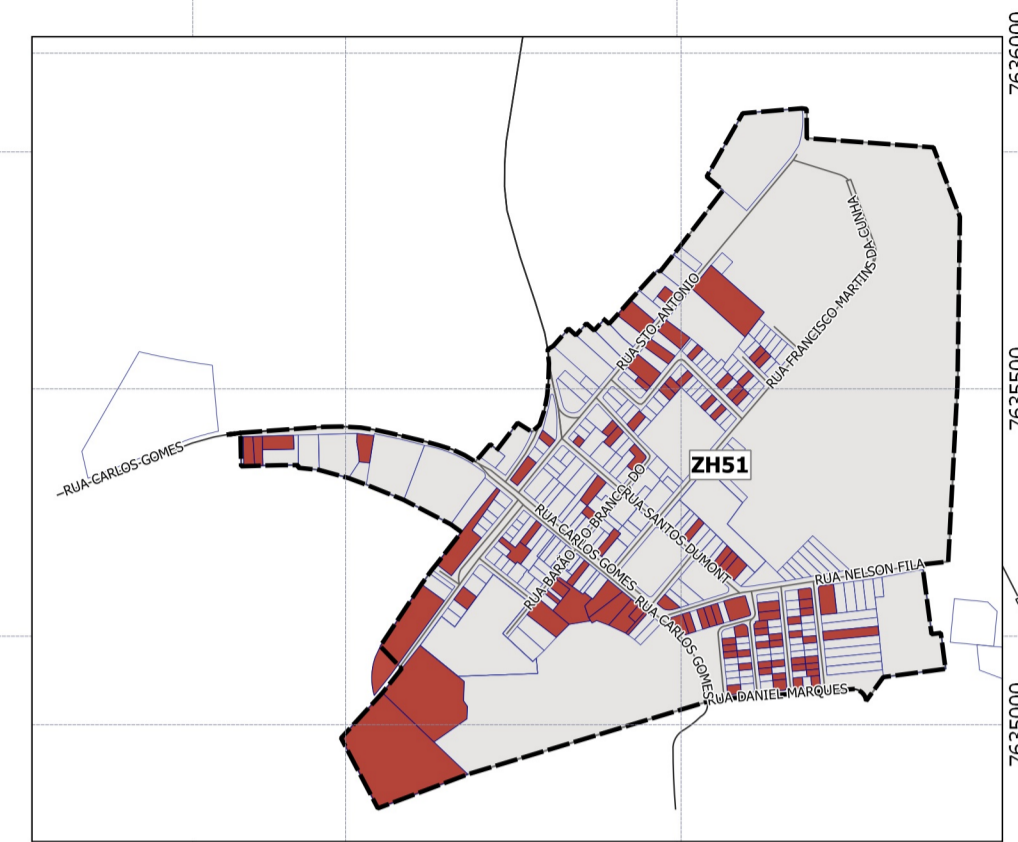 7636000
RUA-FRANCISCO-MARTINS-DA-CUNHA
RUA-STO.-ANTONIO
7635500
RUA-CARLOS-GOMES
ZH51
RUA-BARÃO
O-BRANCO-DO
RUA-SANTOS-DUMONT
RUA-CARLOS-GOMES
RUA-NELSON-FILA
RUA-CARLOS-GOMES
RUA DANIEL MARQUES
7635000